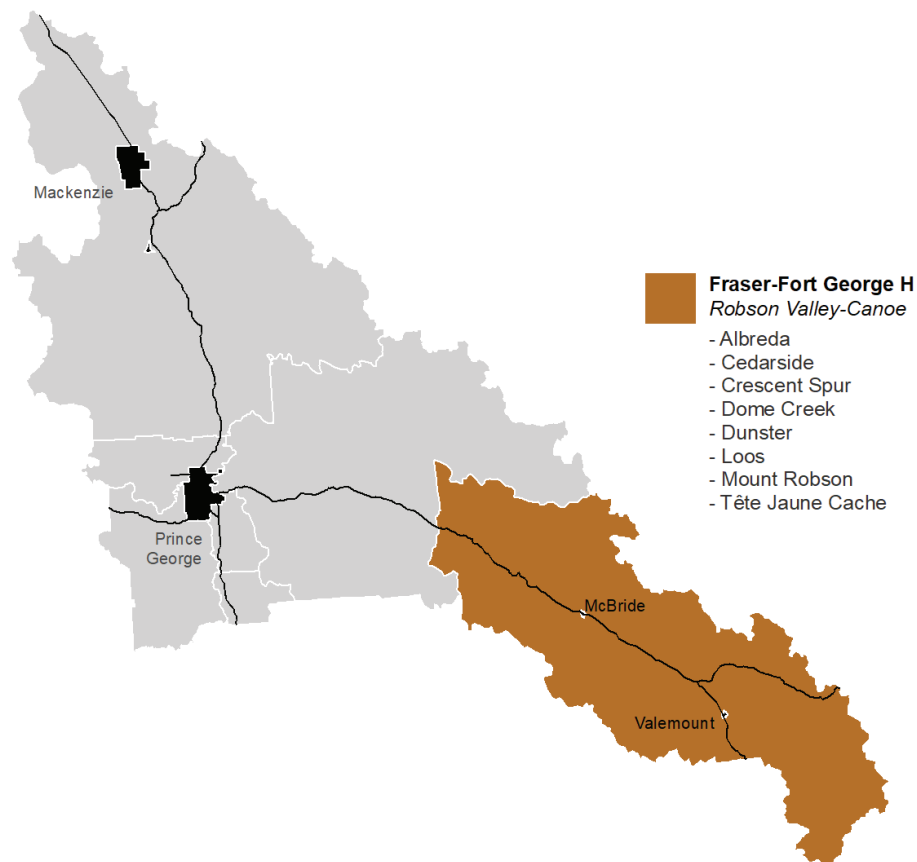 Mackenzie
Fraser-Fort George H
Robson Valley-Canoe
- Albreda
- Cedarside
- Crescent Spur
- Dome Creek
- Dunster
- Loos
- Mount Robson
- Tête Jaune Cache
Prince
George
McBride
Valemount